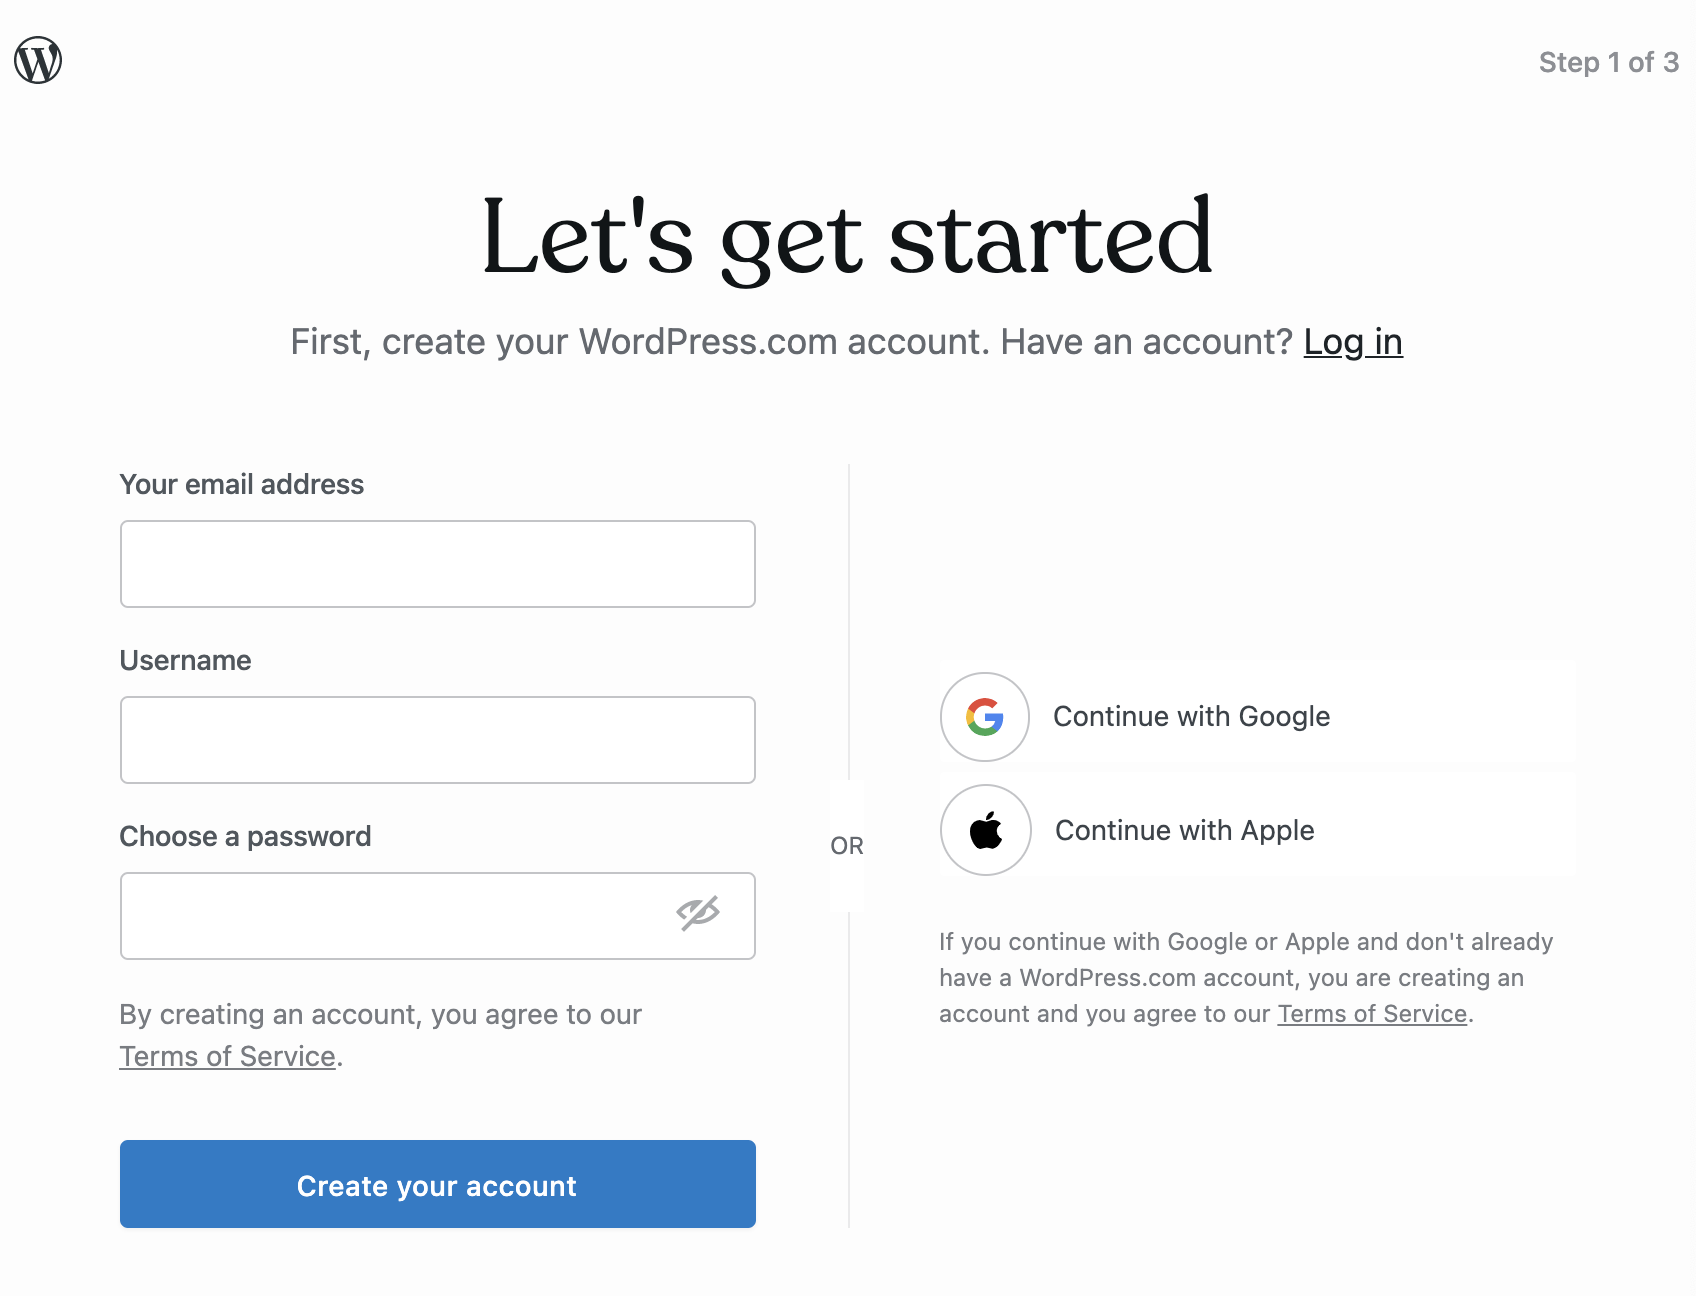 Step 1 of 3
Let's get started
First, create your WordPress.com account. Have an account? Log in
Your email address
Username
Choose a password
By creating an account, you agree to our
Terms of Service.
Create your account
OR
Continue with Google
Continue with Apple
If you continue with Google or Apple and don't already
have a WordPress.com account, you are creating an
account and you agree to our Terms of Service.